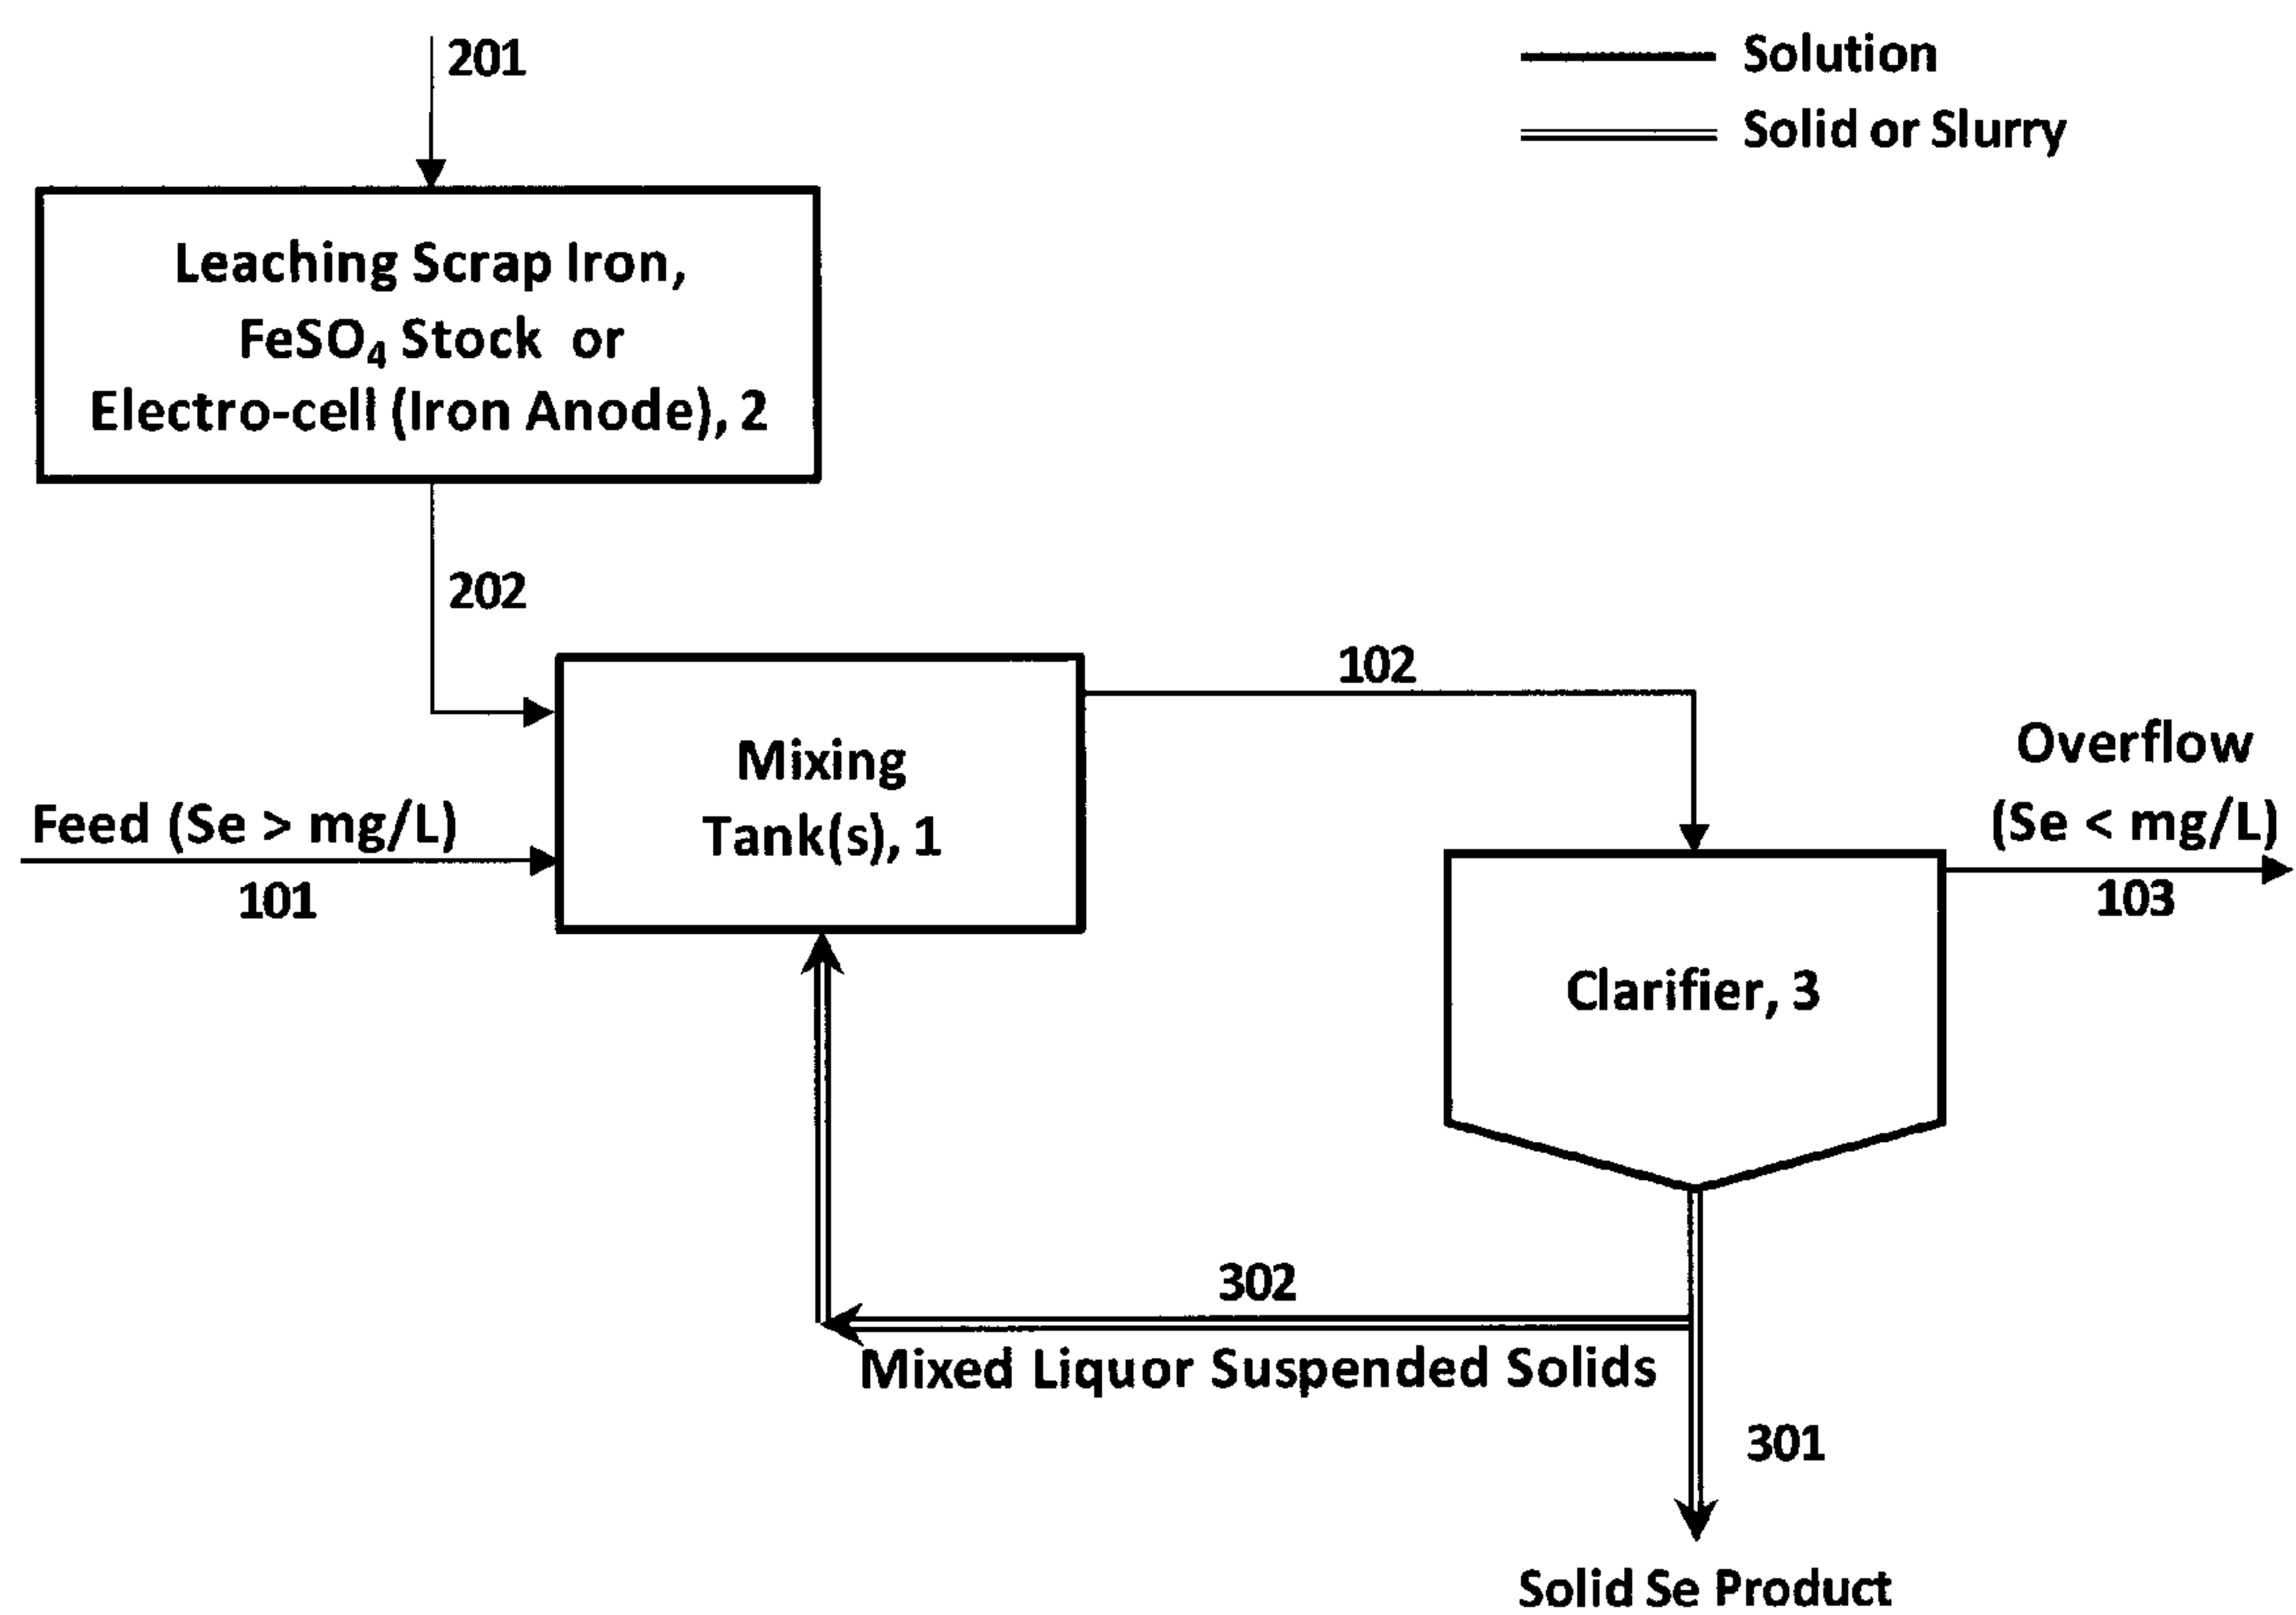 201
Solution
Solid or Slurry
Leaching Scrap Iron,
FeSO₄ Stock or
Electro-cell (Iron Anode), 2
202
102
Mixing
Tank(s), 1
Feed (Se > mg/L)
101
Overflow
(Se < mg/L)
103
Clarifier, 3
302
Mixed Liquor Suspended Solids
301
Solid Se Product